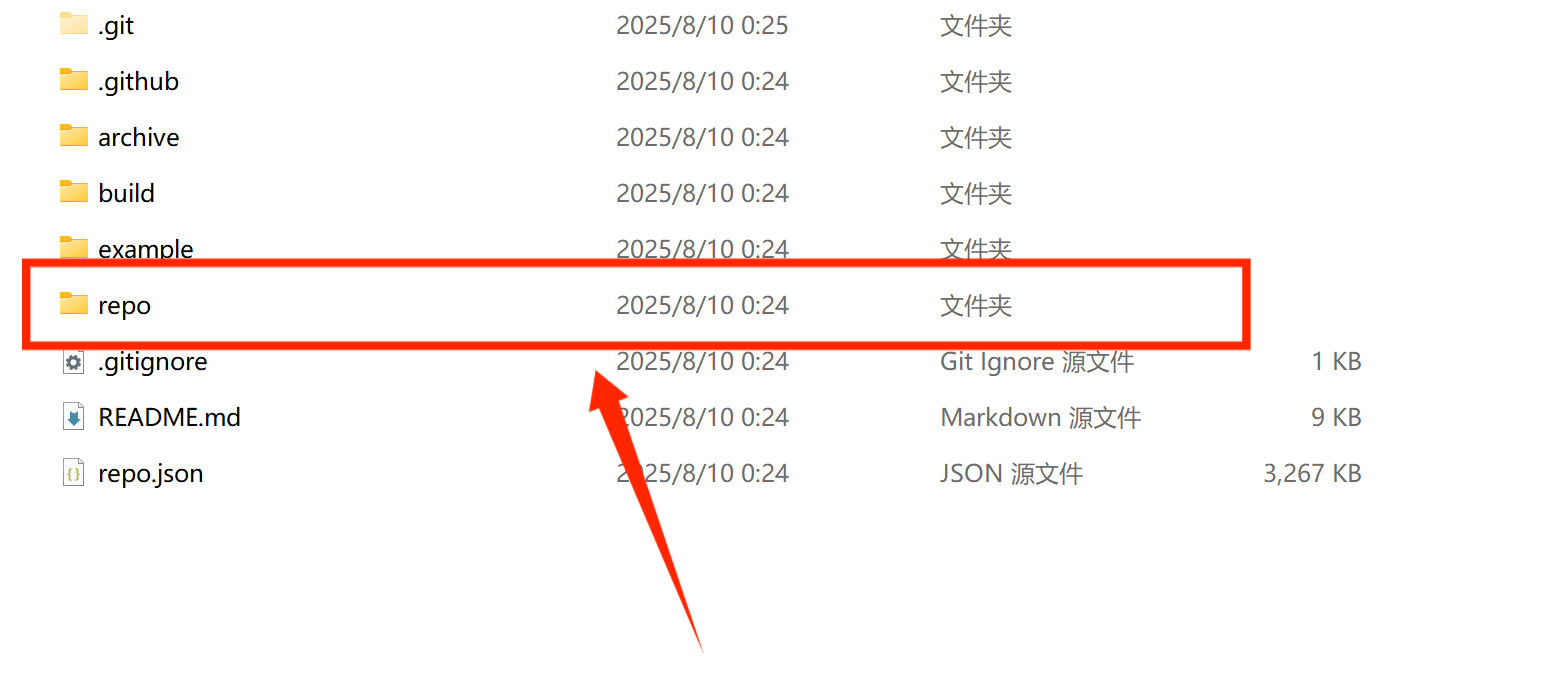 .git 2025/8/10 0:25 文件夹
.github 2025/8/10 0:24 文件夹
archive 2025/8/10 0:24 文件夹
build 2025/8/10 0:24 文件夹
example 2025/8/10 0:24 文件夹
repo 2025/8/10 0:24 文件夹
.gitignore 2025/8/10 0:24 Git Ignore 源文件 1 KB
README.md 2025/8/10 0:24 Markdown 源文件 9 KB
repo.json 2025/8/10 0:24 JSON 源文件 3,267 KB